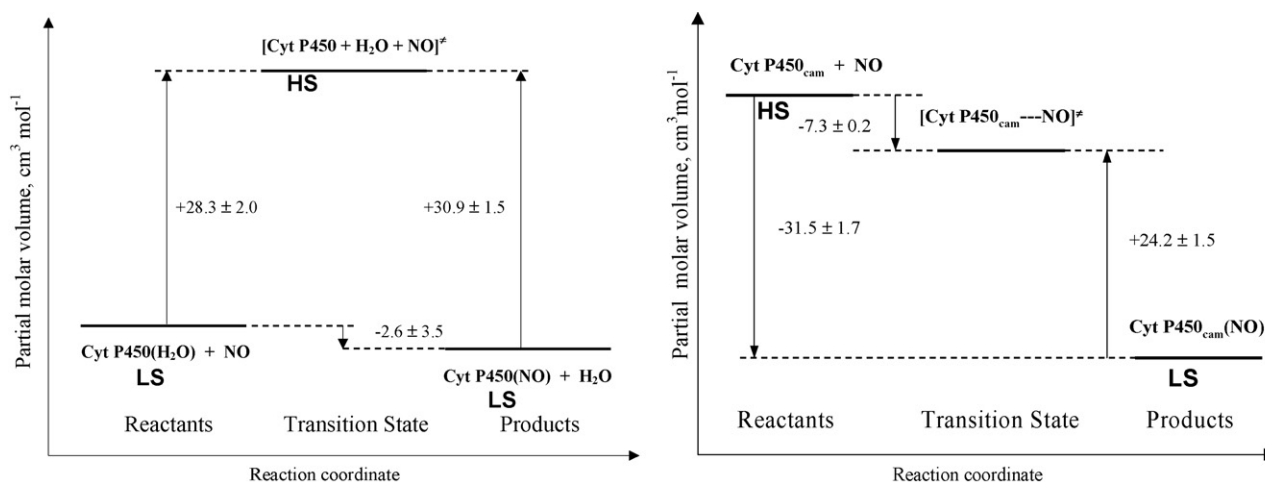 Partial molar volume, cm³ mol⁻¹
[Cyt P450 + H₂O + NO]≠
HS
+28.3 ± 2.0
+30.9 ± 1.5
-2.6 ± 3.5
Cyt P450(H₂O) + NO
LS
Cyt P450(NO) + H₂O
LS
Reactants
Transition State
Products
Reaction coordinate
Partial molar volume, cm³ mol⁻¹
Cyt P450cam + NO
HS
-7.3 ± 0.2
[Cyt P450cam---NO]≠
-31.5 ± 1.7
+24.2 ± 1.5
Cyt P450cam(NO)
LS
Reactants
Transition State
Products
Reaction coordinate